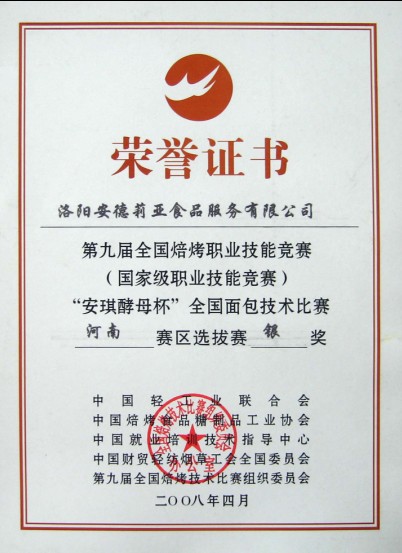 荣誉证书
洛阳安德莉亚食品服务有限公司
第九届全国焙烤职业技能竞赛
(国家级职业技能竞赛)
“安琪酵母杯”全国面包技术比赛
河南 赛区选拔赛 银 奖
中国轻工业联合会
中国焙烤食品糖制品工业协会
中国就业培训技术指导中心
中国财贸轻纺烟草工会全国委员会
第九届全国焙烤技术比赛组织委员会
二〇〇八年四月
办公室